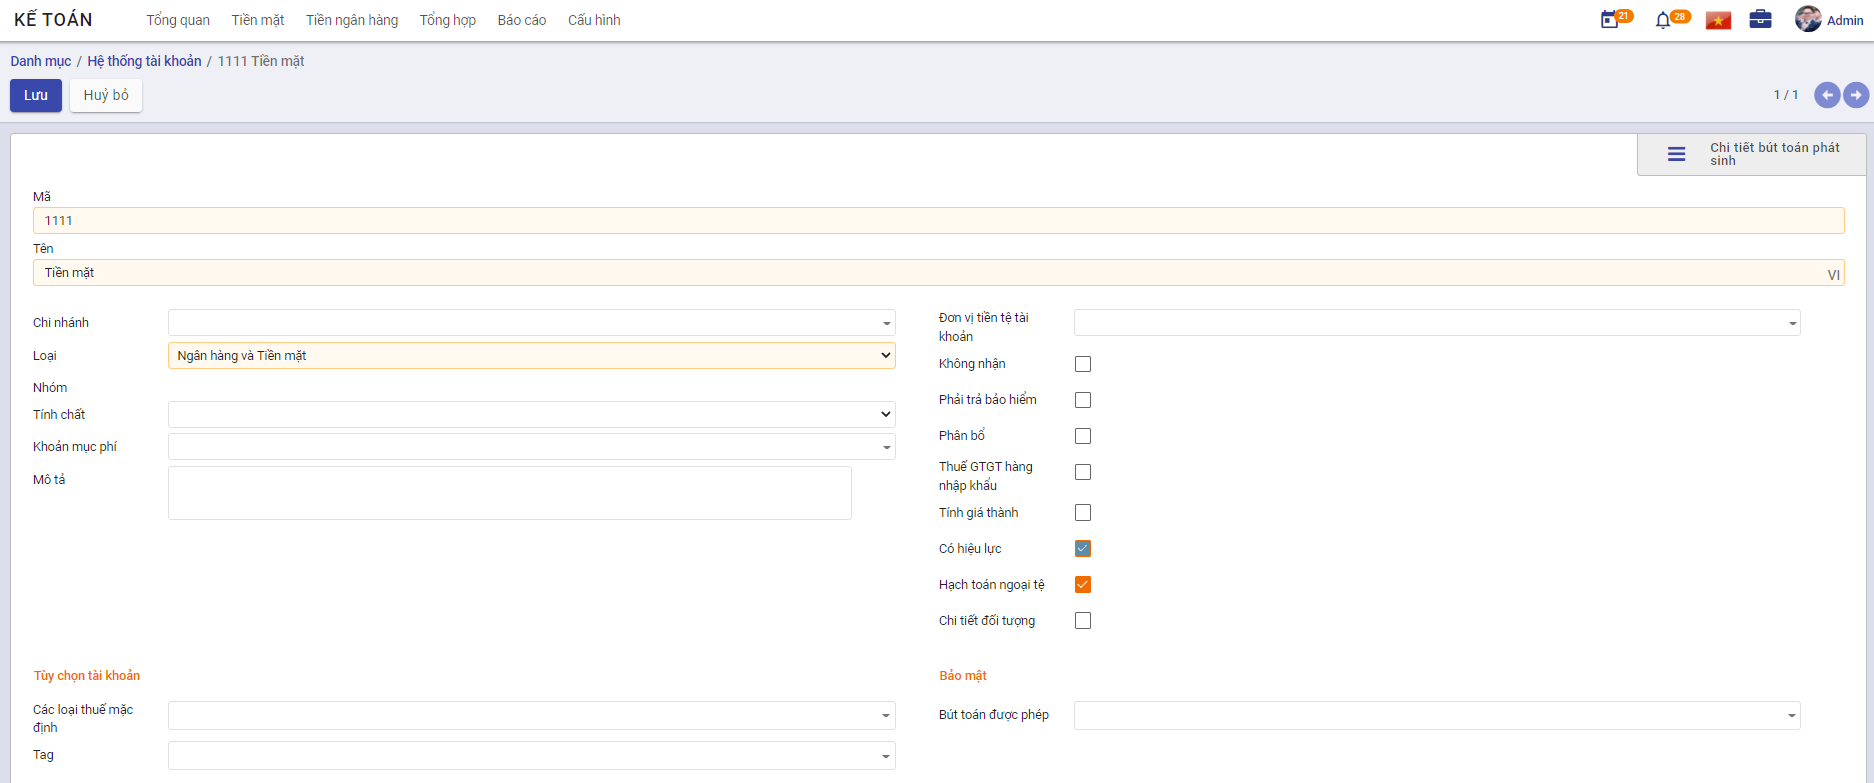 KẾ TOÁN
Tổng quan
Tiền mặt
Tiền ngân hàng
Tổng hợp
Báo cáo
Cấu hình
21
28
Admin
Danh mục / Hệ thống tài khoản / 1111 Tiền mặt
Lưu
Huỷ bỏ
1 / 1
Chi tiết bút toán phát
sinh
Mã
1111
Tên
Tiền mặt
VI
Chi nhánh
Loại
Ngân hàng và Tiền mặt
Nhóm
Tính chất
Khoản mục phí
Mô tả
Đơn vị tiền tệ tài
khoản
Không nhận
Phải trả bảo hiểm
Phân bổ
Thuế GTGT hàng
nhập khẩu
Tính giá thành
Có hiệu lực
Hạch toán ngoại tệ
Chi tiết đối tượng
Tùy chọn tài khoản
Các loại thuế mặc
định
Tag
Bảo mật
Bút toán được phép